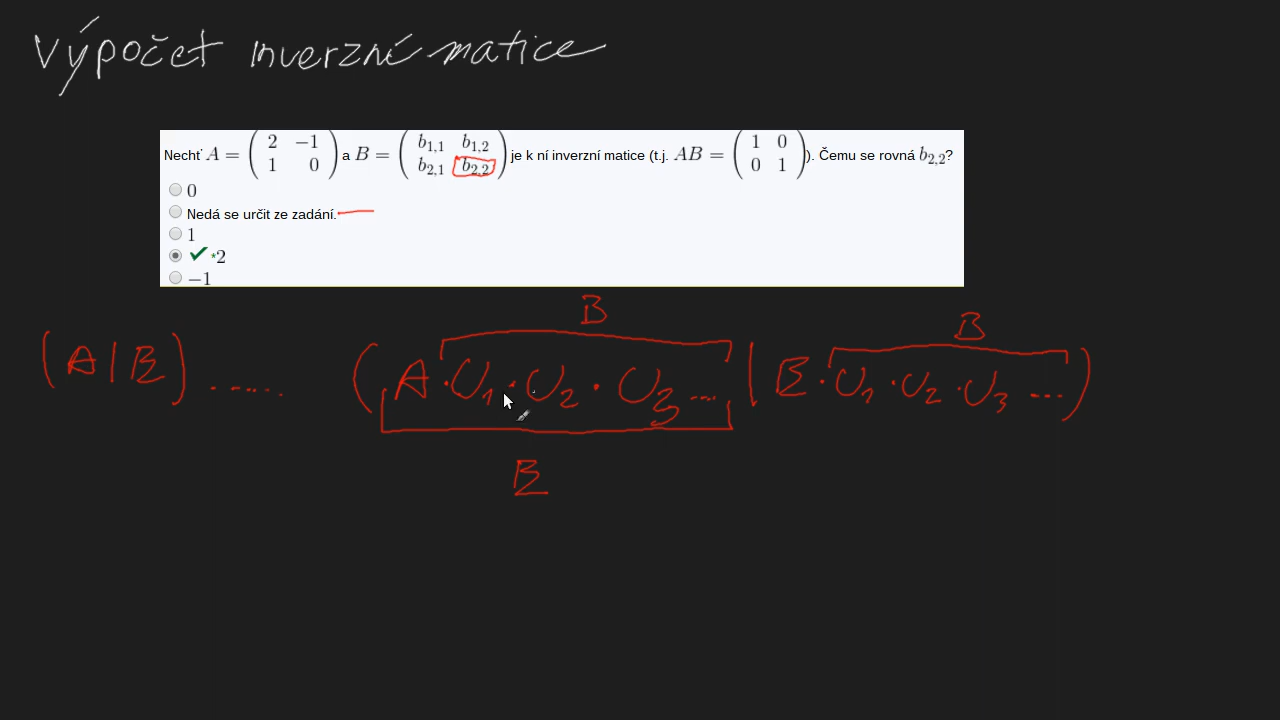 Výpočet inverzní matice
Nechť A = ( 2 −1 ; 1 0 ) a B = ( b1,1 b1,2 ; b2,1 b2,2 ) je k ní inverzní matice (t.j. AB = ( 1 0 ; 0 1 )). Čemu se rovná b2,2?
0
Nedá se určit ze zadání.
1
✓ *2
−1
B B
(A|E) ...... (A·U1·U2·U3... | E·U1·U2·U3 ...)
E